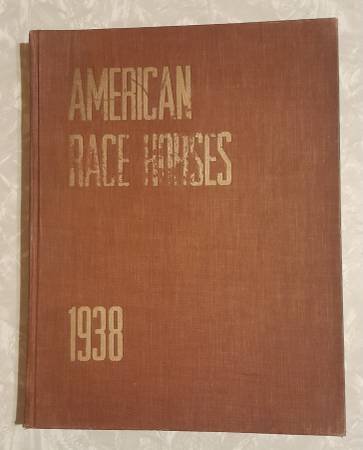 AMERICAN
RACE HORSES
1938